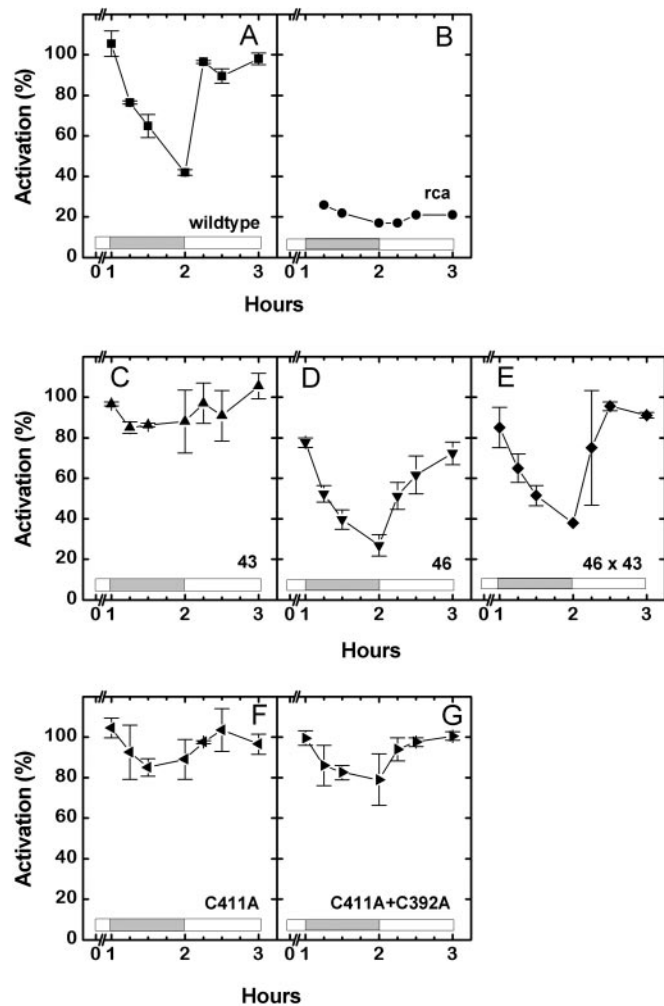 A B
Activation (%)
100
80
60
40
20
0
wildtype
rca
0 1 2 3 0 1 2 3
Hours
C D E
Activation (%)
100
80
60
40
20
0
43
46
46 x 43
0 1 2 3 0 1 2 3 0 1 2 3
Hours
F G
Activation (%)
100
80
60
40
20
0
C411A
C411A+C392A
0 1 2 3 0 1 2 3
Hours